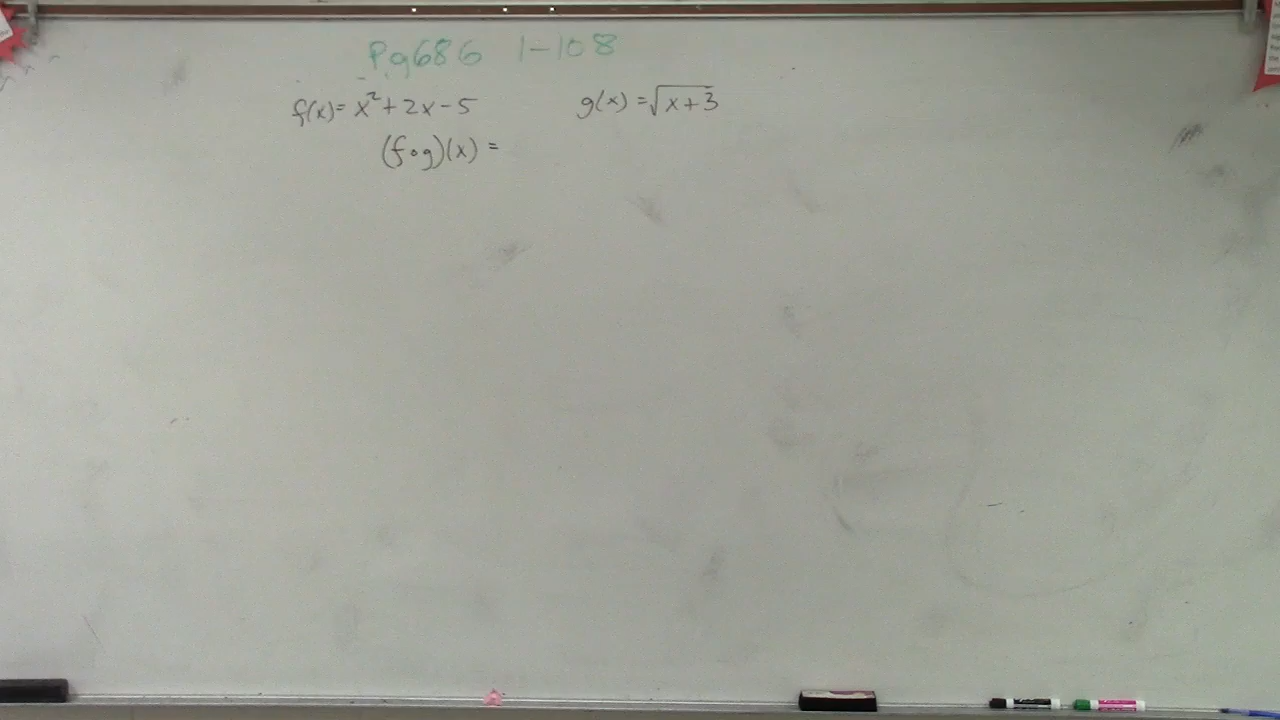 Pg686 1-108
f(x)= x²+2x-5 g(x)=√x+3
(f∘g)(x) =